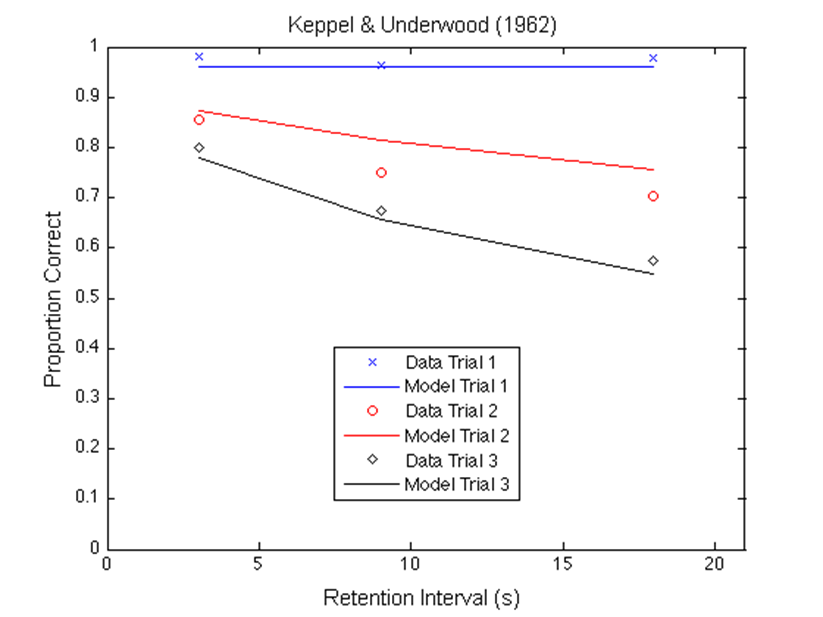 Keppel & Underwood (1962)
1
0.9
0.8
0.7
0.6
0.5
0.4
0.3
0.2
0.1
0
Proportion Correct
Data Trial 1
Model Trial 1
Data Trial 2
Model Trial 2
Data Trial 3
Model Trial 3
0 5 10 15 20
Retention Interval (s)